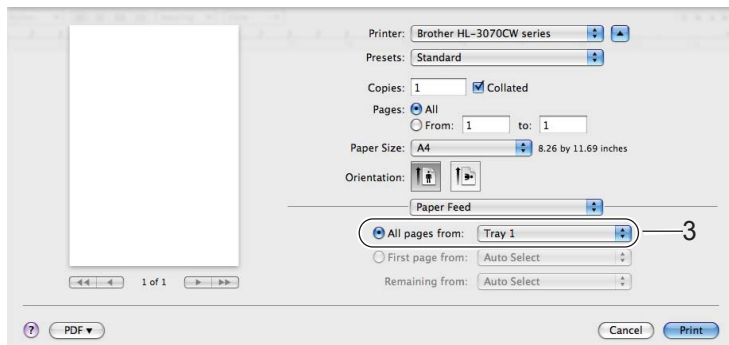 Printer: Brother HL-3070CW series
Presets: Standard
Copies: 1 Collated
Pages: All
From: 1 to: 1
Paper Size: A4 8.26 by 11.69 inches
Orientation:
Paper Feed
All pages from: Tray 1 3
First page from: Auto Select
Remaining from: Auto Select
1 of 1
? PDF ▼ Cancel Print